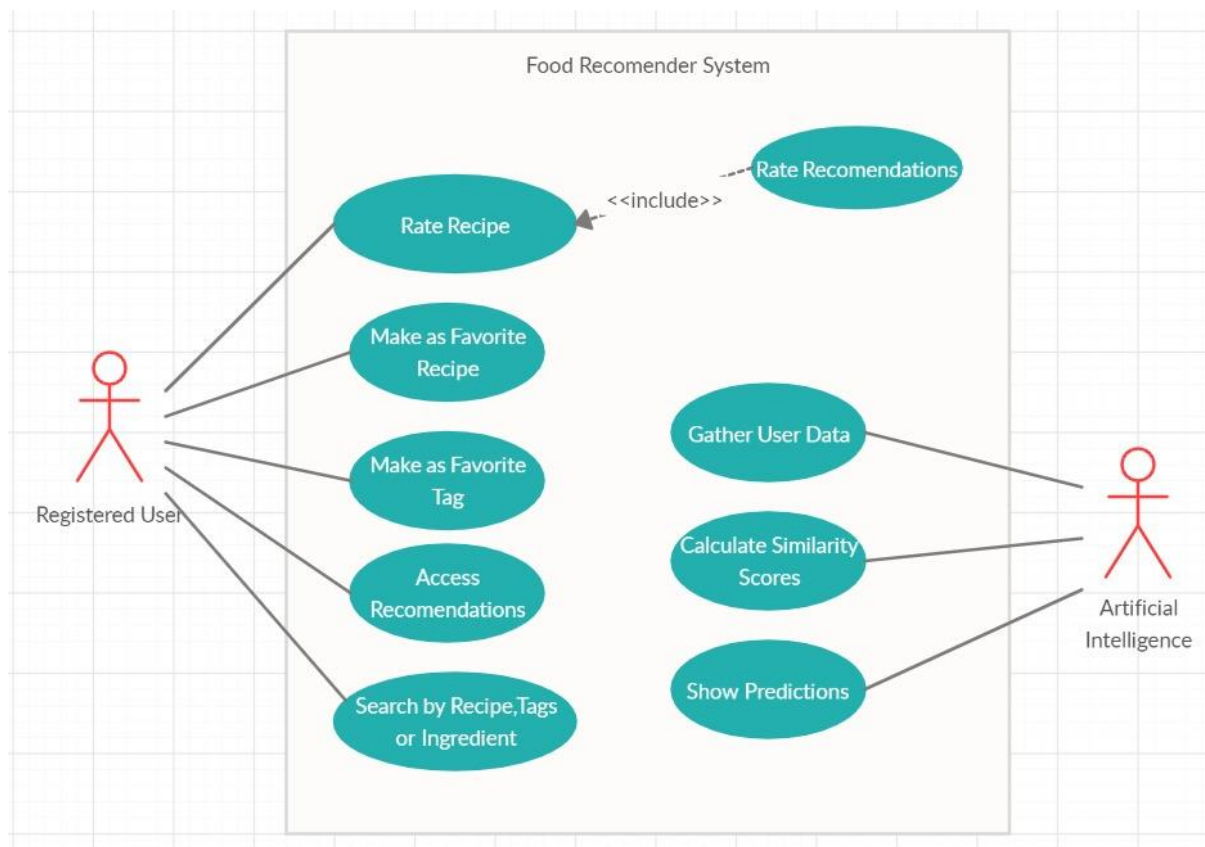 Food Recomender System
Rate Recomendations
<<include>>
Rate Recipe
Make as Favorite
Recipe
Gather User Data
Make as Favorite
Tag
Registered User
Calculate Similarity
Scores
Access
Recomendations
Artificial
Intelligence
Show Predictions
Search by Recipe,Tags
or Ingredient